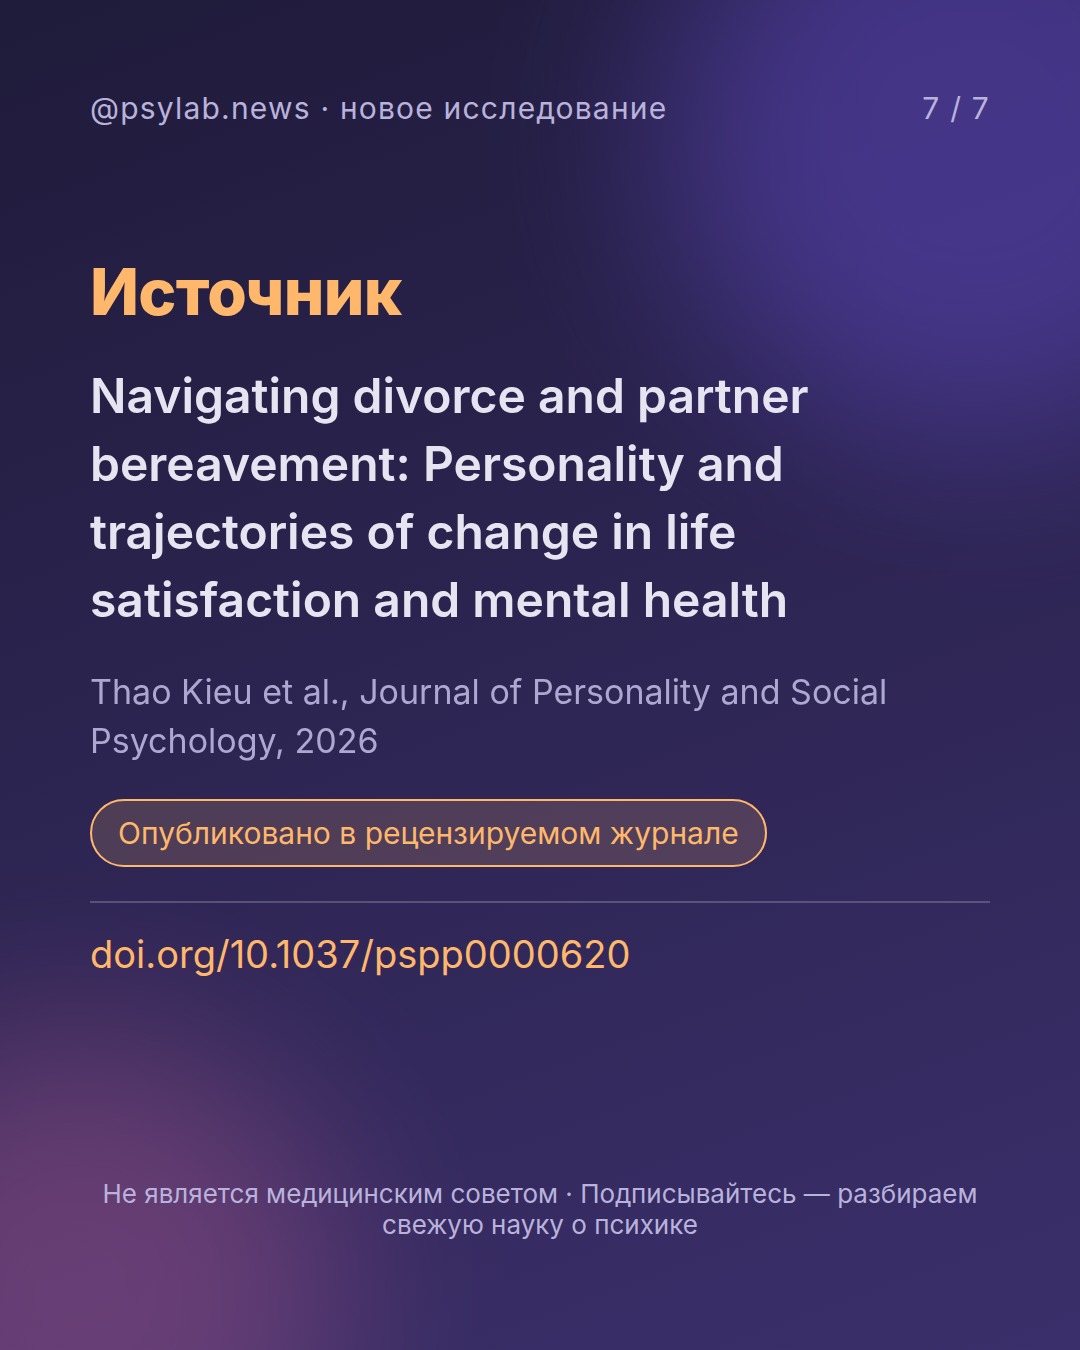 @psylab.news · новое исследование
7 / 7
Источник
Navigating divorce and partner
bereavement: Personality and
trajectories of change in life
satisfaction and mental health
Thao Kieu et al., Journal of Personality and Social
Psychology, 2026
Опубликовано в рецензируемом журнале
doi.org/10.1037/pspp0000620
Не является медицинским советом · Подписывайтесь — разбираем
свежую науку о психике